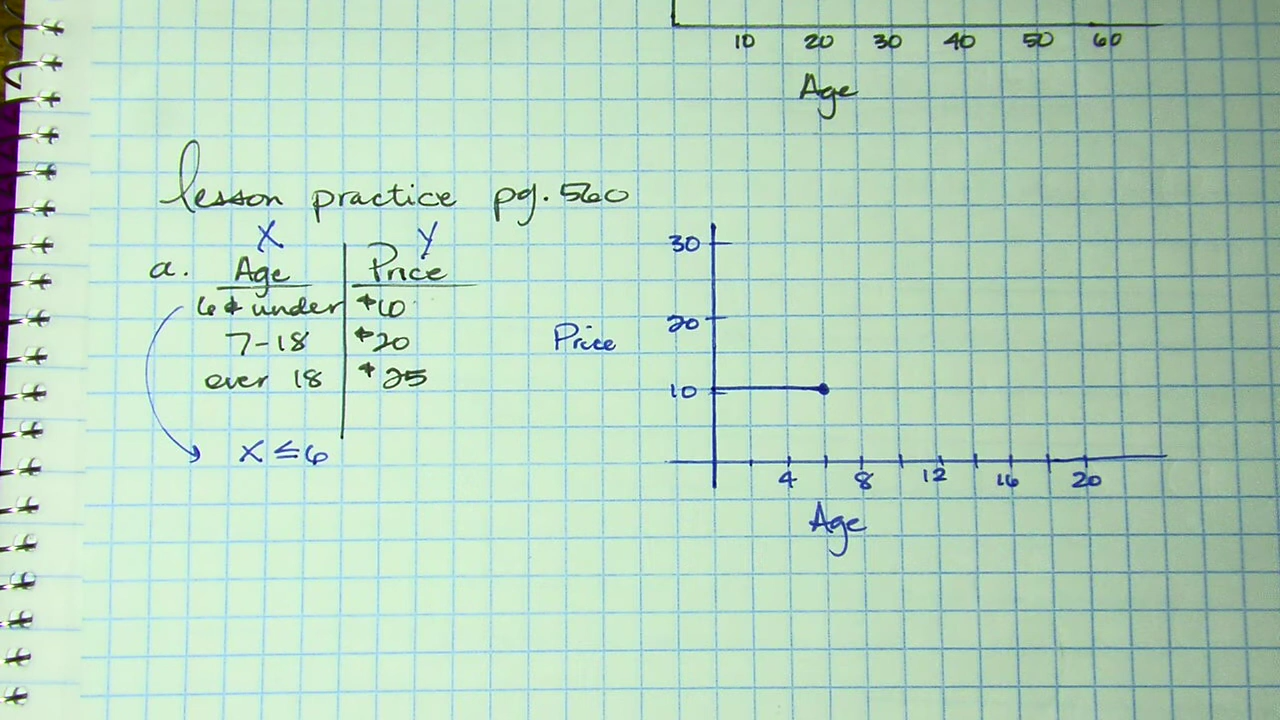 10 20 30 40 50 60
Age
lesson practice pg. 560
X Y
a. Age Price
6 & under $10
7-18 $20
over 18 $25
X ≤ 6
30
20
Price
10
4 8 12 16 20
Age